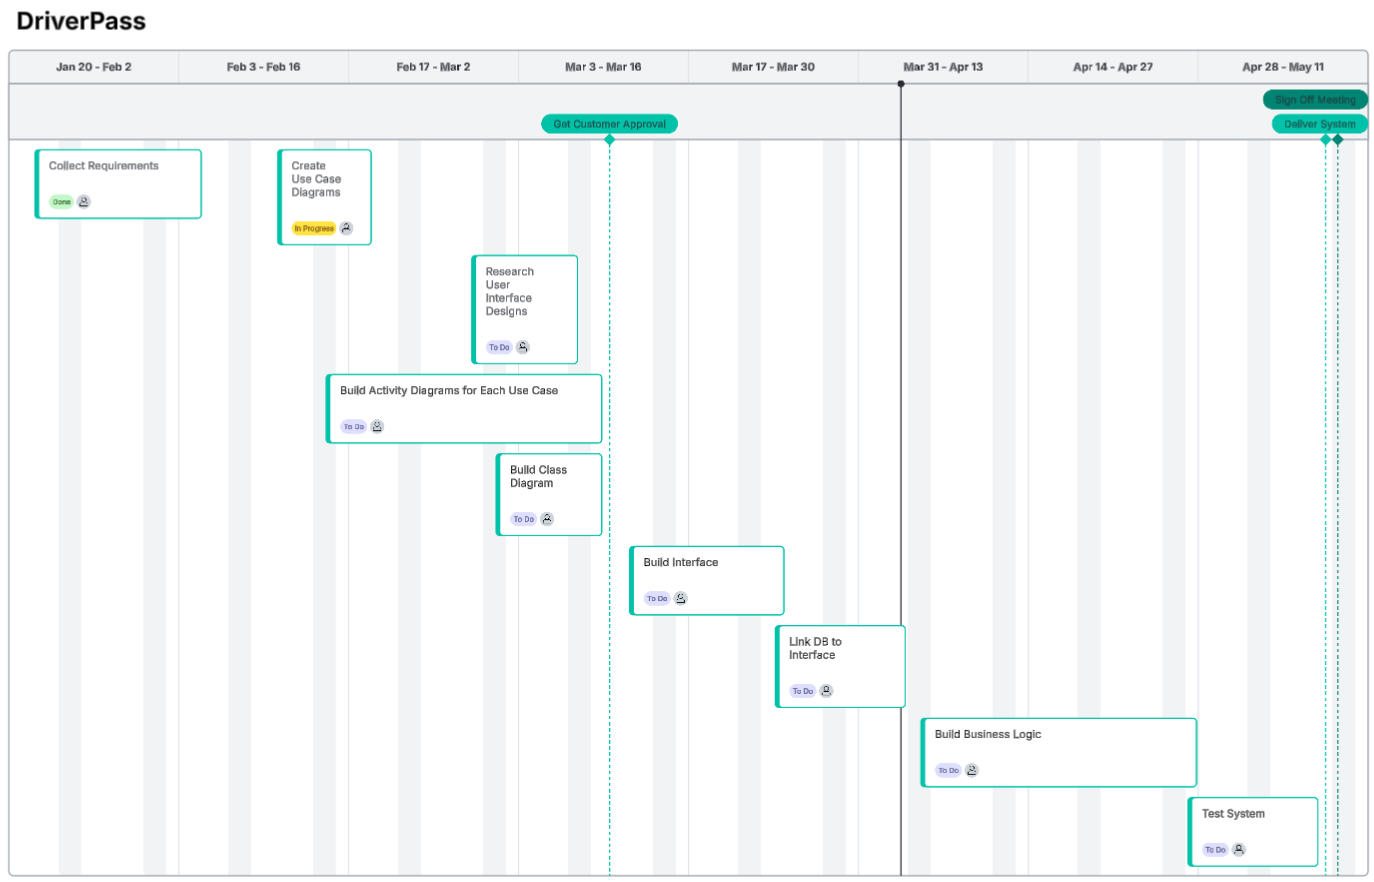 DriverPass
Jan 20 - Feb 2
Feb 3 - Feb 16
Feb 17 - Mar 2
Mar 3 - Mar 16
Mar 17 - Mar 30
Mar 31 - Apr 13
Apr 14 - Apr 27
Apr 28 - May 11
Sign Off Meeting
Get Customer Approval
Deliver System
Collect Requirements
Done
Create
Use Case
Diagrams
In Progress
Research
User
Interface
Designs
To Do
Build Activity Diagrams for Each Use Case
To Do
Build Class
Diagram
To Do
Build Interface
To Do
Link DB to
Interface
To Do
Build Business Logic
To Do
Test System
To Do